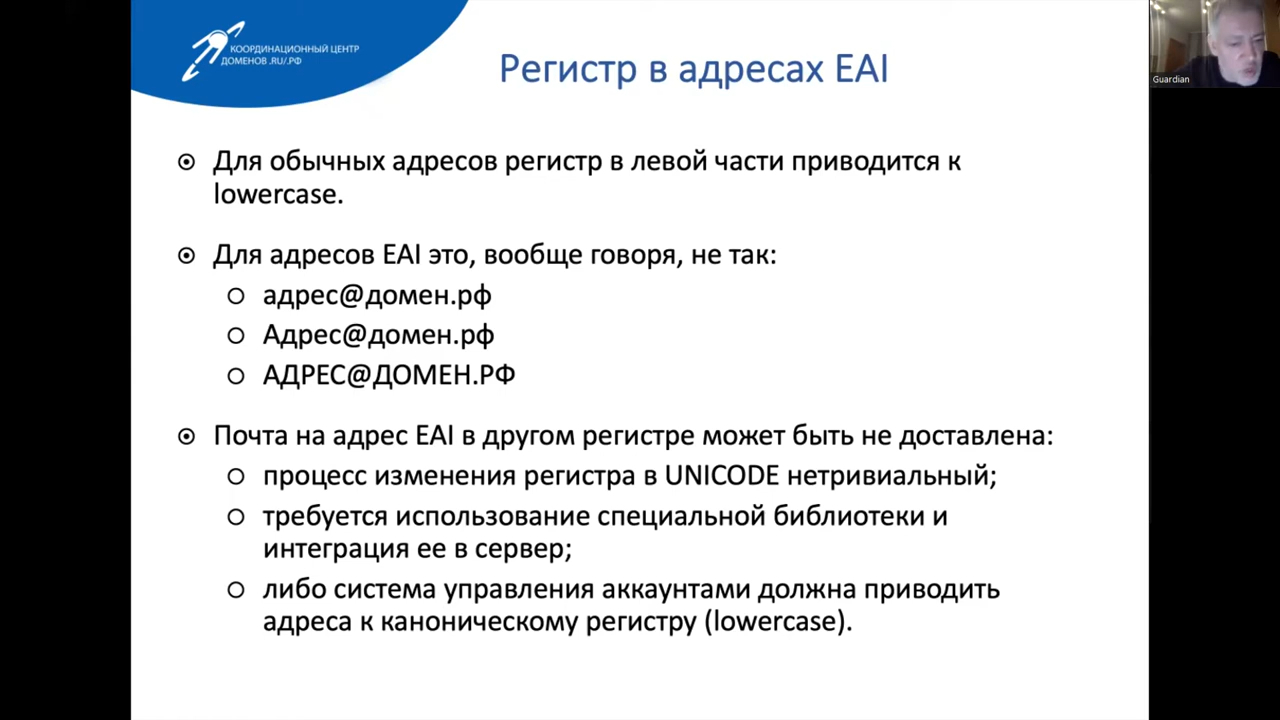 КООРДИНАЦИОННЫЙ ЦЕНТР
ДОМЕНОВ .RU/.РФ
Регистр в адресах EAI
Guardian
Для обычных адресов регистр в левой части приводится к
lowercase.
Для адресов EAI это, вообще говоря, не так:
адрес@домен.рф
Адрес@домен.рф
АДРЕС@ДОМЕН.РФ
Почта на адрес EAI в другом регистре может быть не доставлена:
процесс изменения регистра в UNICODE нетривиальный;
требуется использование специальной библиотеки и
интеграция ее в сервер;
либо система управления аккаунтами должна приводить
адреса к каноническому регистру (lowercase).